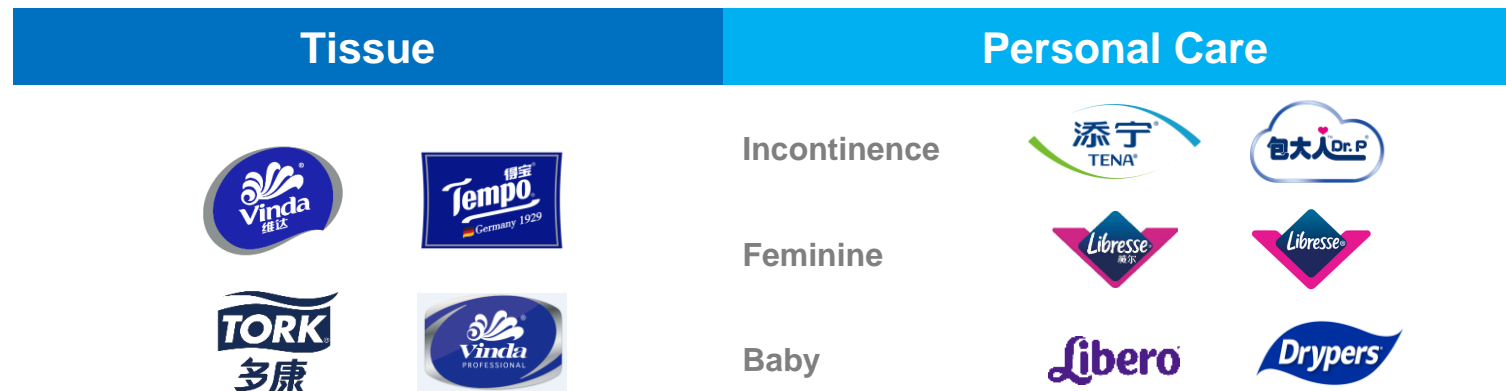 Tissue
Personal Care
Vinda
维达
得宝
Tempo
Germany 1929
TORK
多康
Vinda
PROFESSIONAL
Incontinence
添宁
TENA
包大人 Dr. P
Feminine
Libresse
薇尔
Libresse
Baby
Libero
Drypers